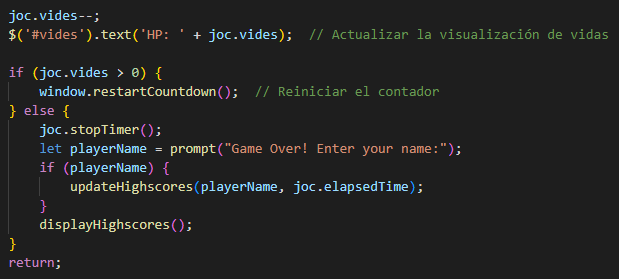 joc.vides--;
$('#vides').text('HP: ' + joc.vides);  // Actualizar la visualización de vidas
if (joc.vides > 0) {
    window.restartCountdown();  // Reiniciar el contador
} else {
    joc.stopTimer();
    let playerName = prompt("Game Over! Enter your name:");
    if (playerName) {
        updateHighscores(playerName, joc.elapsedTime);
    }
    displayHighscores();
}
return;